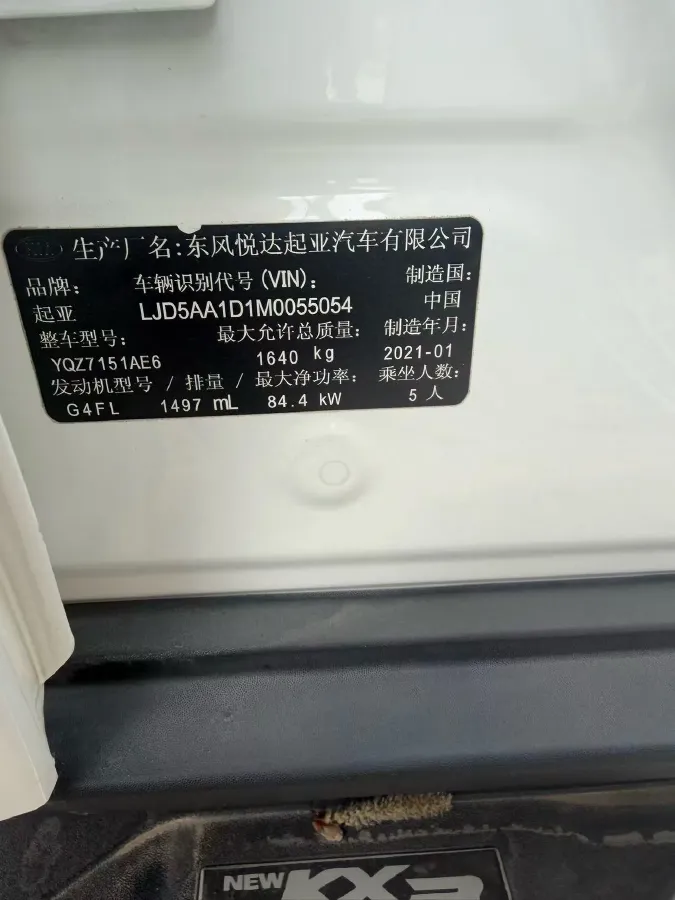 生产厂名:东风悦达起亚汽车有限公司
品牌: 车辆识别代号(VIN): 制造国:
起亚 LJD5AA1D1M0055054 中国
整车型号: 最大允许总质量: 制造年月:
YQZ7151AE6 1640 kg 2021-01
发动机型号 / 排量 / 最大净功率: 乘坐人数:
G4FL 1497 mL 84.4 kW 5 人
NEW KX3